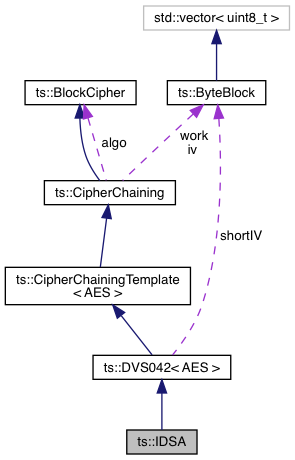 std::vector< uint8_t >
ts::BlockCipher
ts::ByteBlock
algo
work
iv
ts::CipherChaining
shortIV
ts::CipherChainingTemplate
< AES >
ts::DVS042< AES >
ts::IDSA